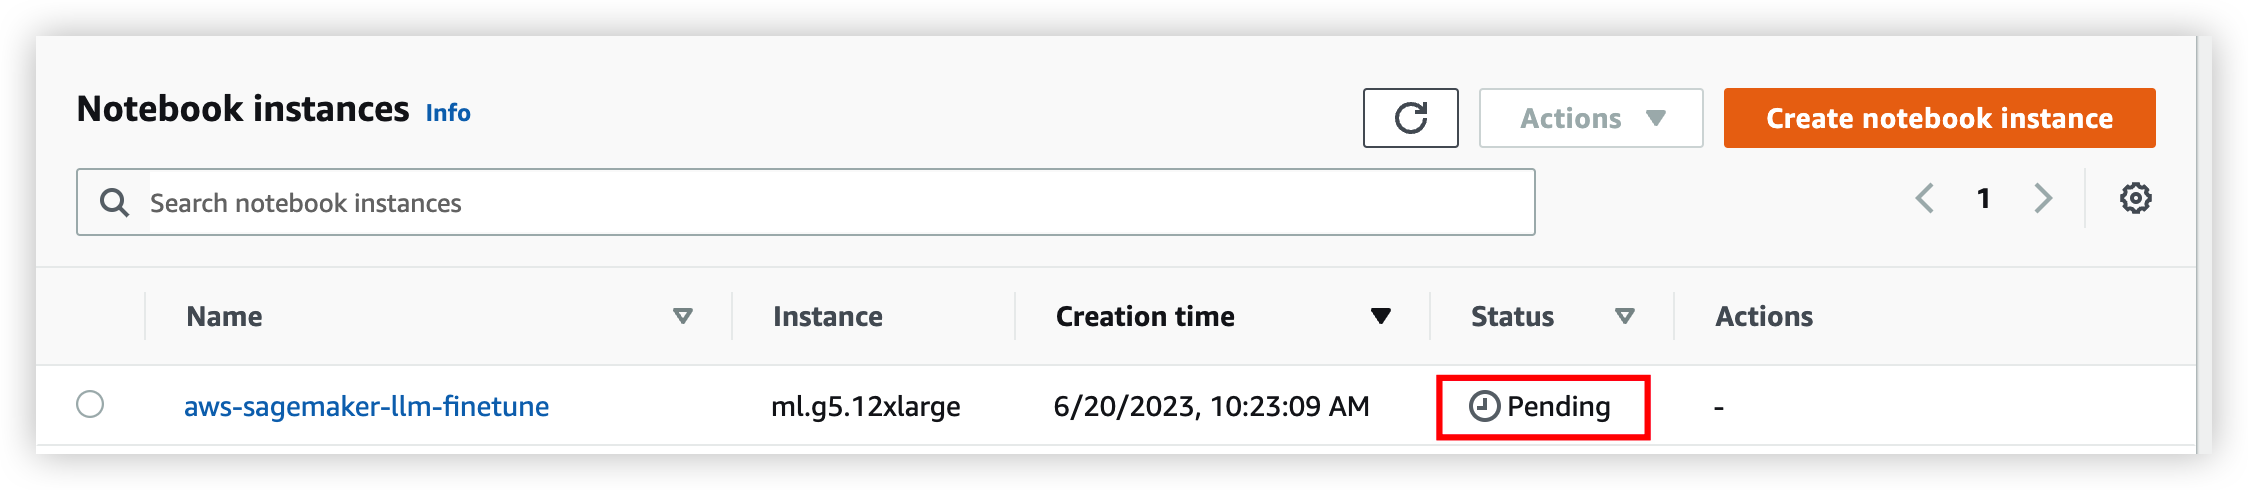 Notebook instances Info
Actions
Create notebook instance
Search notebook instances
1
Name Instance Creation time Status Actions
aws-sagemaker-llm-finetune ml.g5.12xlarge 6/20/2023, 10:23:09 AM Pending -